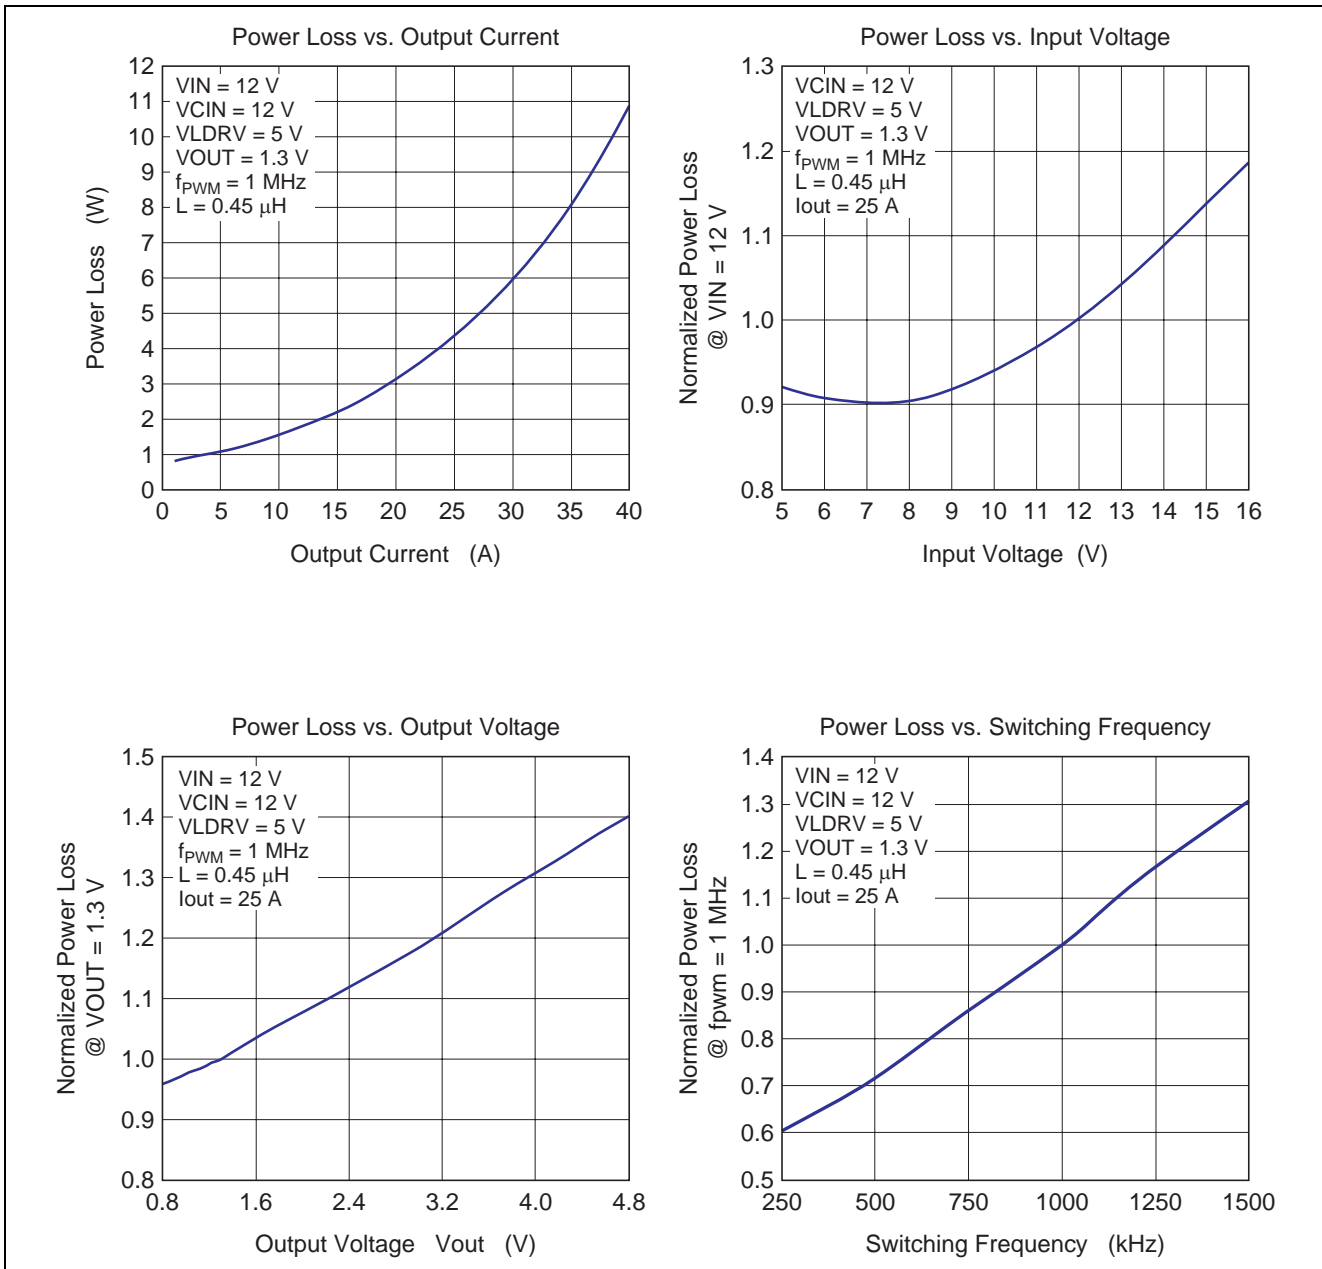 Power Loss vs. Output Current
12
11
10
9
8
7
6
5
4
3
2
1
0
Power Loss (W)
VIN = 12 V
VCIN = 12 V
VLDRV = 5 V
VOUT = 1.3 V
fPWM = 1 MHz
L = 0.45 μH
0 5 10 15 20 25 30 35 40
Output Current (A)
Power Loss vs. Input Voltage
1.3
1.2
1.1
1.0
0.9
0.8
Normalized Power Loss
@ VIN = 12 V
VCIN = 12 V
VLDRV = 5 V
VOUT = 1.3 V
fPWM = 1 MHz
L = 0.45 μH
Iout = 25 A
5 6 7 8 9 10 11 12 13 14 15 16
Input Voltage (V)
Power Loss vs. Output Voltage
1.5
1.4
1.3
1.2
1.1
1.0
0.9
0.8
Normalized Power Loss
@ VOUT = 1.3 V
VIN = 12 V
VCIN = 12 V
VLDRV = 5 V
fPWM = 1 MHz
L = 0.45 μH
Iout = 25 A
0.8 1.6 2.4 3.2 4.0 4.8
Output Voltage Vout (V)
Power Loss vs. Switching Frequency
1.4
1.3
1.2
1.1
1.0
0.9
0.8
0.7
0.6
0.5
Normalized Power Loss
@ fpwm = 1 MHz
VIN = 12 V
VCIN = 12 V
VLDRV = 5 V
VOUT = 1.3 V
L = 0.45 μH
Iout = 25 A
250 500 750 1000 1250 1500
Switching Frequency (kHz)